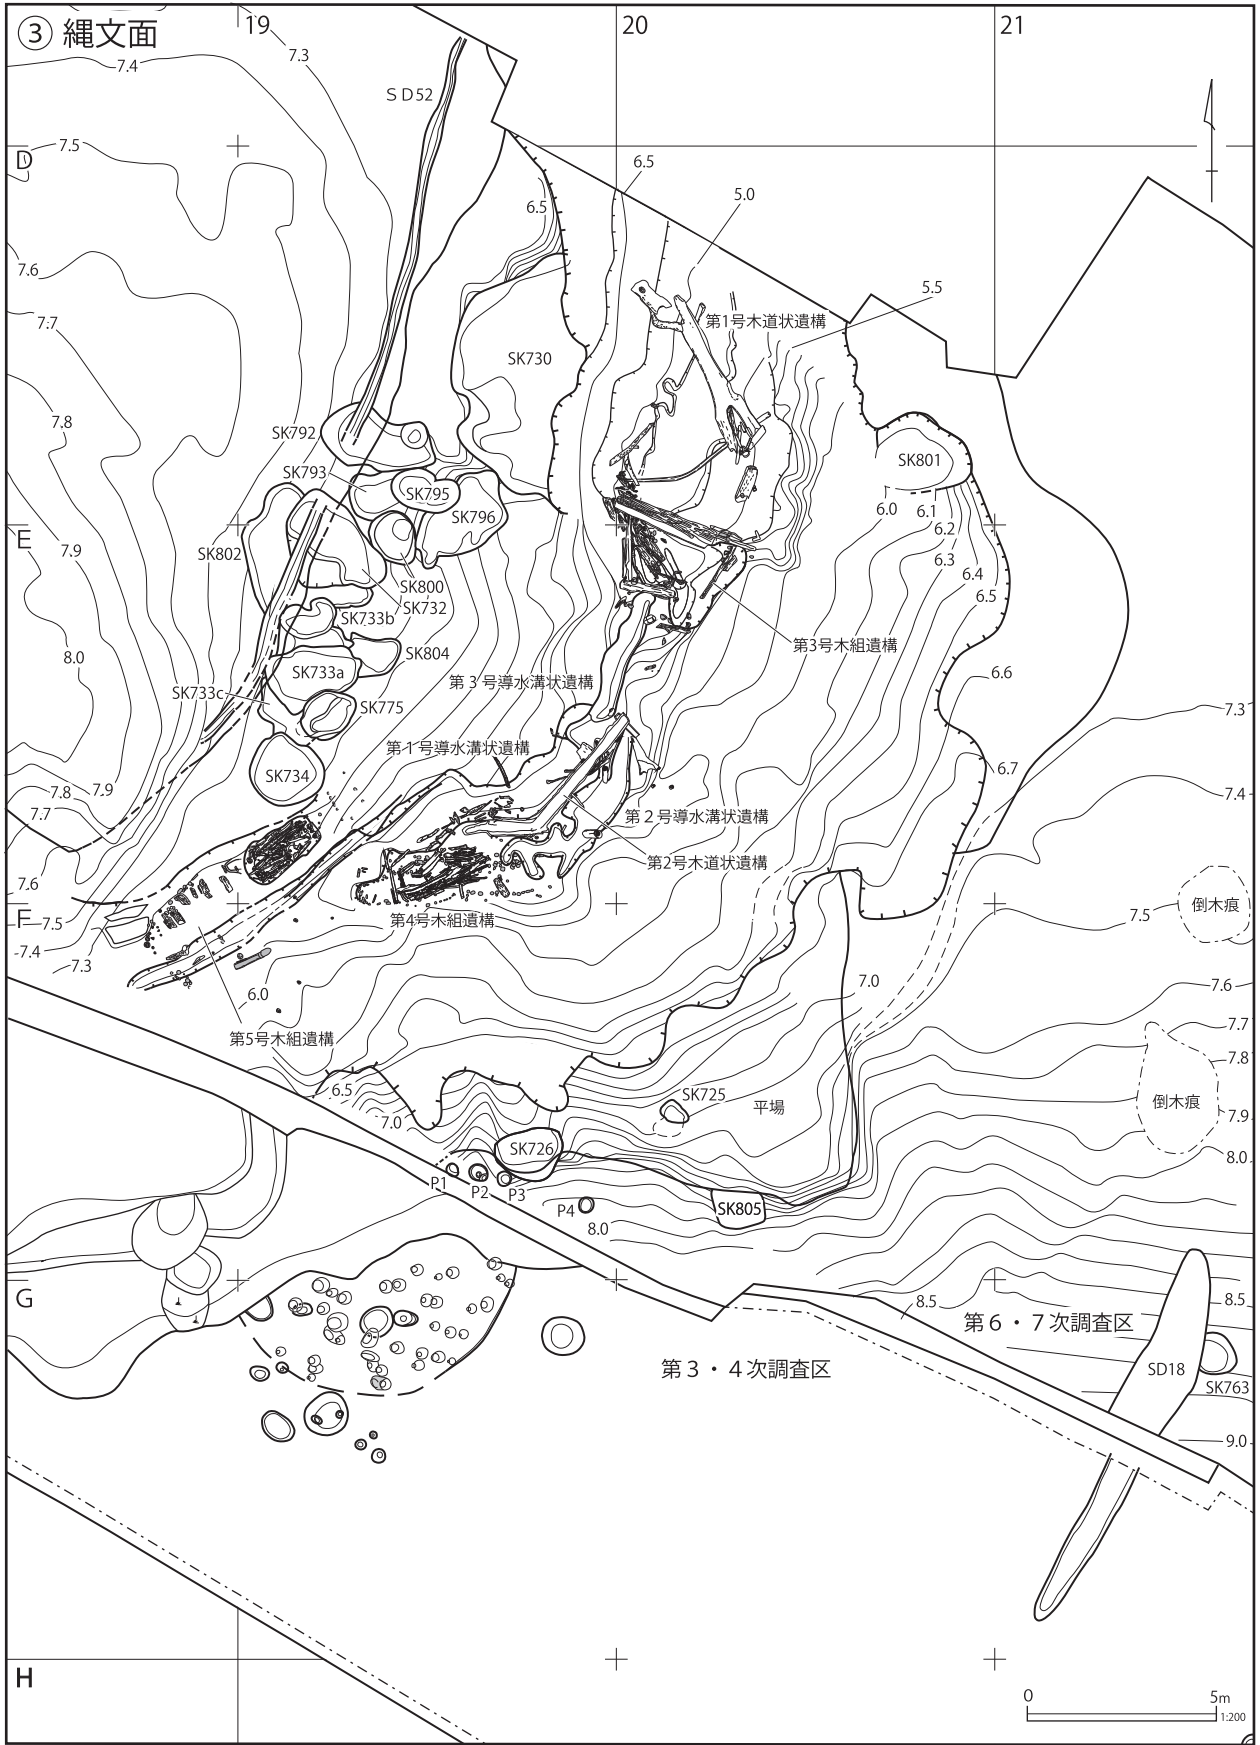 ③ 縄文面
19
20
21
7.3
7.4
ＳＤ52
D
7.5
6.5
5.0
6.5
7.6
5.5
7.7
第1号木道状遺構
SK730
7.8
SK792
SK801
SK793
SK795
6.0
6.1
SK796
6.2
E
7.9
SK802
6.3
6.4
SK800
6.5
SK732
SK733b
第3号木組遺構
8.0
SK804
SK733a
6.6
第３号導水溝状遺構
SK733c
SK775
7.3
第１号導水溝状遺構
6.7
SK734
7.9
7.8
7.4
7.7
第２号導水溝状遺構
第2号木道状遺構
7.6
倒木痕
F
7.5
第4号木組遺構
7.5
7.4
7.3
7.0
7.6
6.0
7.7
第5号木組遺構
7.8
6.5
SK725
倒木痕
平場
7.9
7.0
8.0
SK726
P1
P2
P3
P4
SK805
8.0
G
8.5
8.5
第６・７次調査区
第３・４次調査区
SD18
SK763
9.0
H
0
5m
1:200